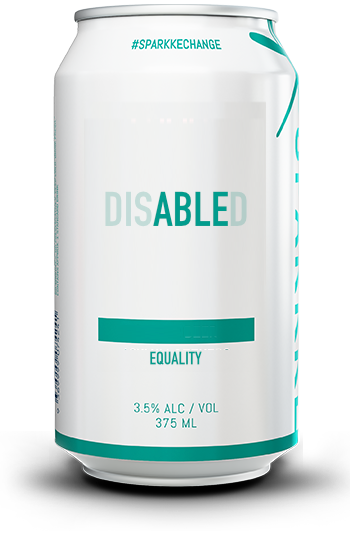 #SPARKKECHANGE
DISABLED
EQUALITY
3.5% ALC / VOL
375 ML